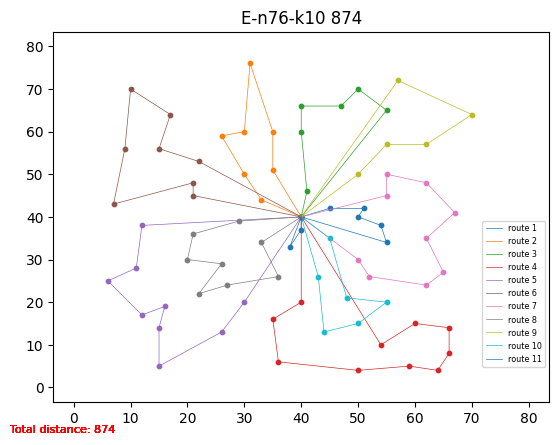 E-n76-k10 874
80
70
60
50
40
30
20
10
0
route 1
route 2
route 3
route 4
route 5
route 6
route 7
route 8
route 9
route 10
route 11
0 10 20 30 40 50 60 70 80
Total distance: 874